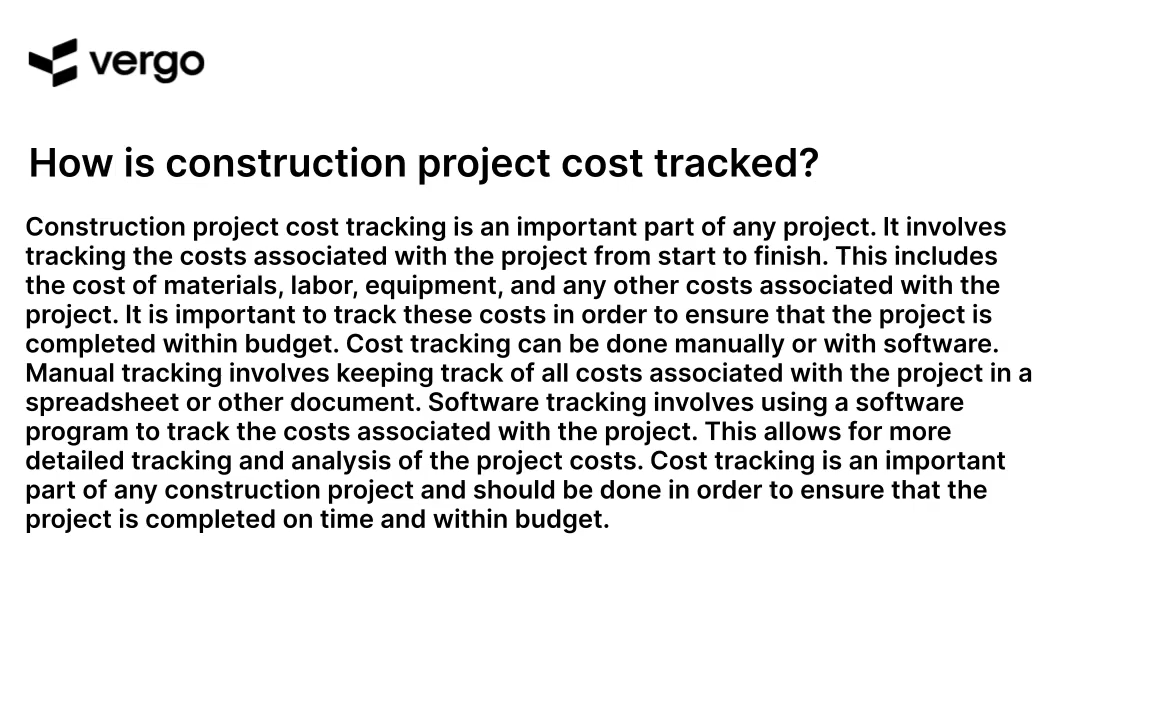 vergo
How is construction project cost tracked?
Construction project cost tracking is an important part of any project. It involves
tracking the costs associated with the project from start to finish. This includes
the cost of materials, labor, equipment, and any other costs associated with the
project. It is important to track these costs in order to ensure that the project is
completed within budget. Cost tracking can be done manually or with software.
Manual tracking involves keeping track of all costs associated with the project in a
spreadsheet or other document. Software tracking involves using a software
program to track the costs associated with the project. This allows for more
detailed tracking and analysis of the project costs. Cost tracking is an important
part of any construction project and should be done in order to ensure that the
project is completed on time and within budget.